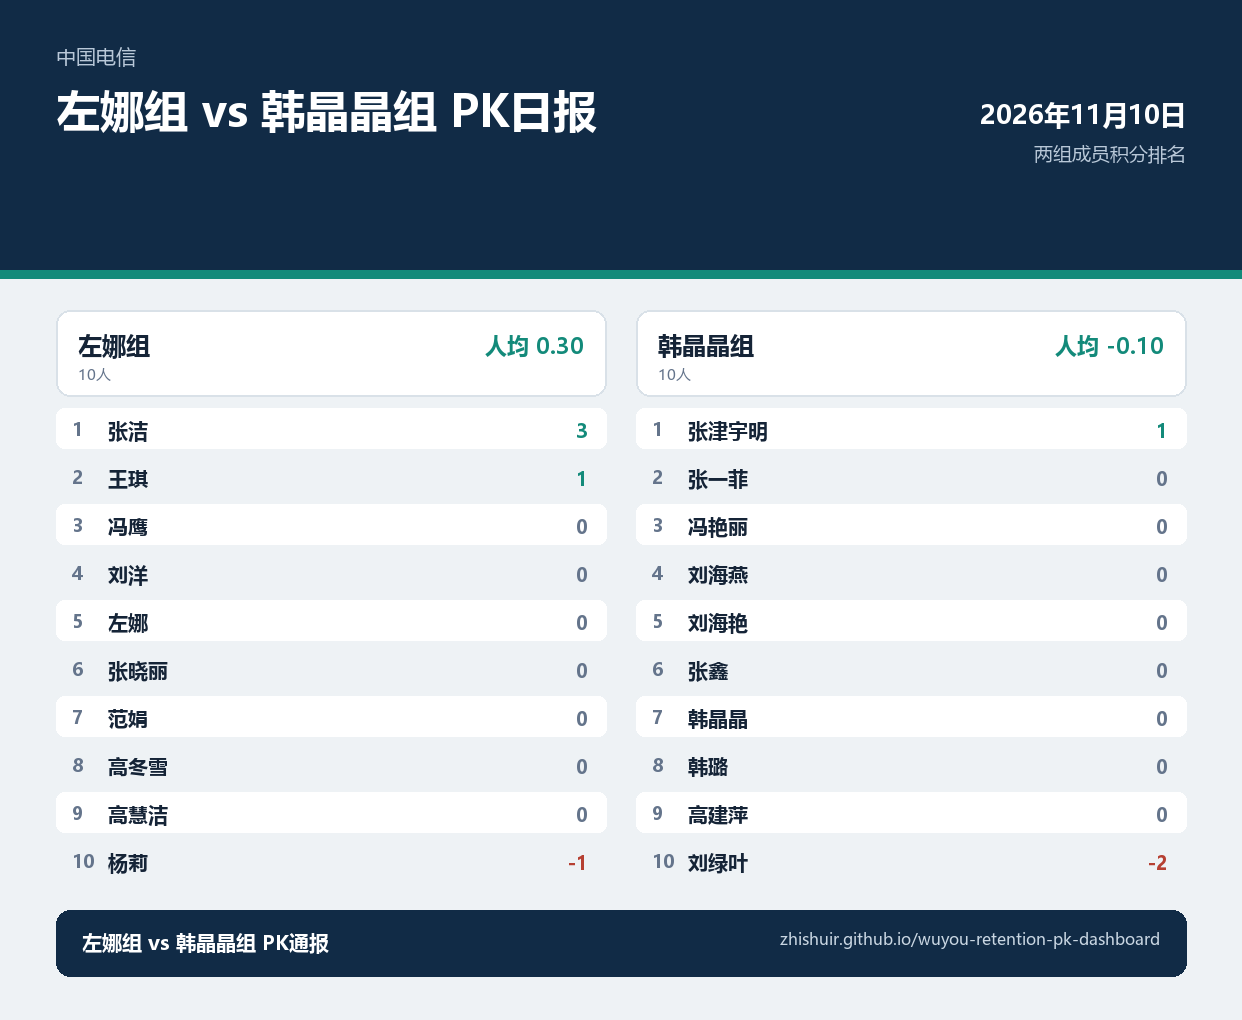 中国电信
左娜组 vs 韩晶晶组 PK日报
2026年11月10日
两组成员积分排名
左娜组 人均 0.30
10人
1 张洁 3
2 王琪 1
3 冯鹰 0
4 刘洋 0
5 左娜 0
6 张晓丽 0
7 范娟 0
8 高冬雪 0
9 高慧洁 0
10 杨莉 -1
韩晶晶组 人均 -0.10
10人
1 张津宇明 1
2 张一菲 0
3 冯艳丽 0
4 刘海燕 0
5 刘海艳 0
6 张鑫 0
7 韩晶晶 0
8 韩璐 0
9 高建萍 0
10 刘绿叶 -2
左娜组 vs 韩晶晶组 PK通报
zhishuir.github.io/wuyou-retention-pk-dashboard